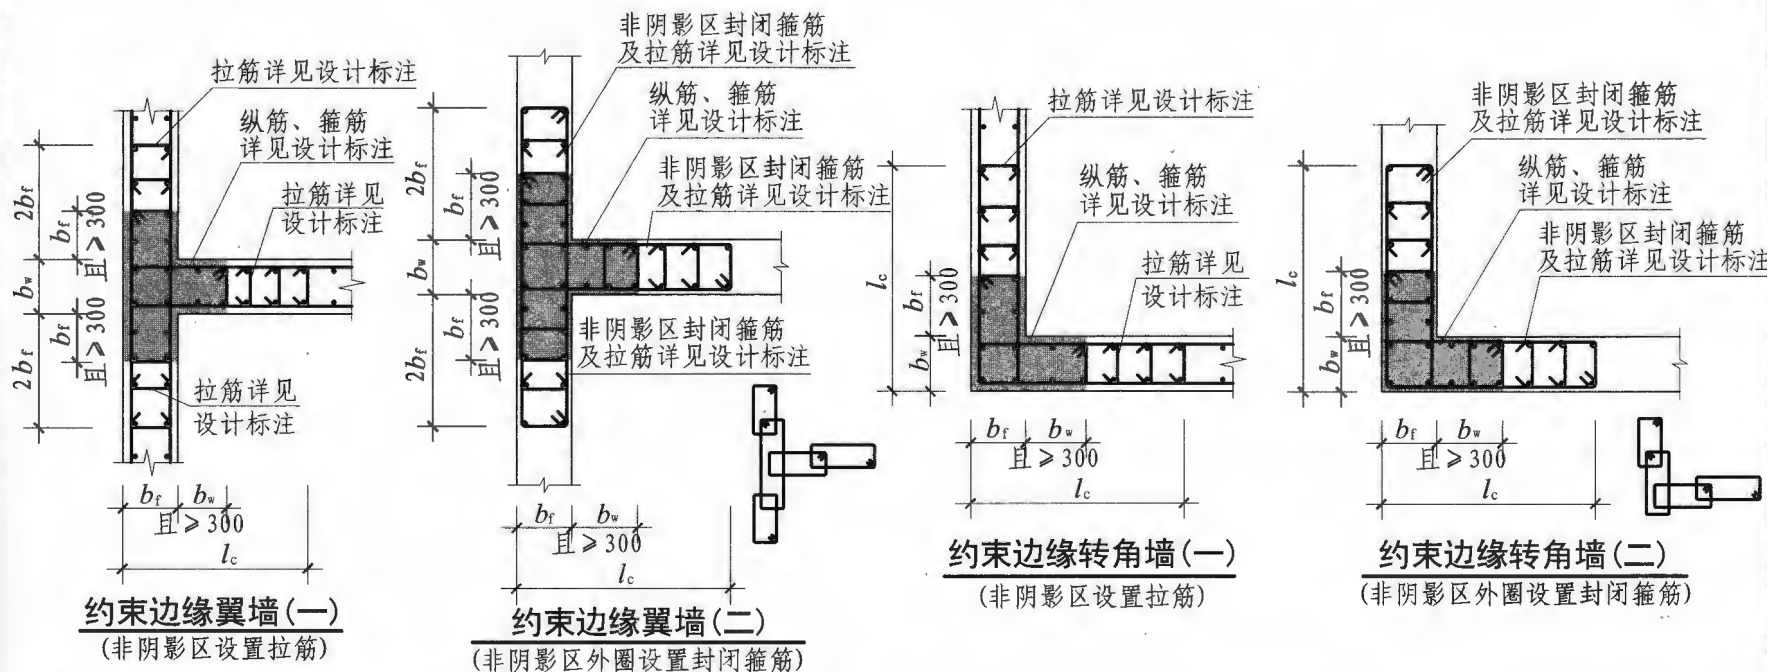 拉筋详见设计标注
纵筋、箍筋
详见设计标注
拉筋详见
设计标注
拉筋详见
设计标注
2bf
bf
且≥300
bw
bf
且≥300
2bf
bf
bw
且≥300
lc
约束边缘翼墙(一)
(非阴影区设置拉筋)
非阴影区封闭箍筋
及拉筋详见设计标注
纵筋、箍筋
详见设计标注
非阴影区封闭箍筋
及拉筋详见设计标注
非阴影区封闭箍筋
及拉筋详见设计标注
2bf
bf
且≥300
bw
bf
且≥300
2bf
bf
bw
且≥300
lc
约束边缘翼墙(二)
(非阴影区外圈设置封闭箍筋)
拉筋详见设计标注
纵筋、箍筋
详见设计标注
拉筋详见
设计标注
lc
bf
且≥300
bw
bf
bw
且≥300
lc
约束边缘转角墙(一)
(非阴影区设置拉筋)
非阴影区封闭箍筋
及拉筋详见设计标注
纵筋、箍筋
详见设计标注
非阴影区封闭箍筋
及拉筋详见设计标注
lc
bf
且≥300
bw
bf
bw
且≥300
lc
约束边缘转角墙(二)
(非阴影区外圈设置封闭箍筋)